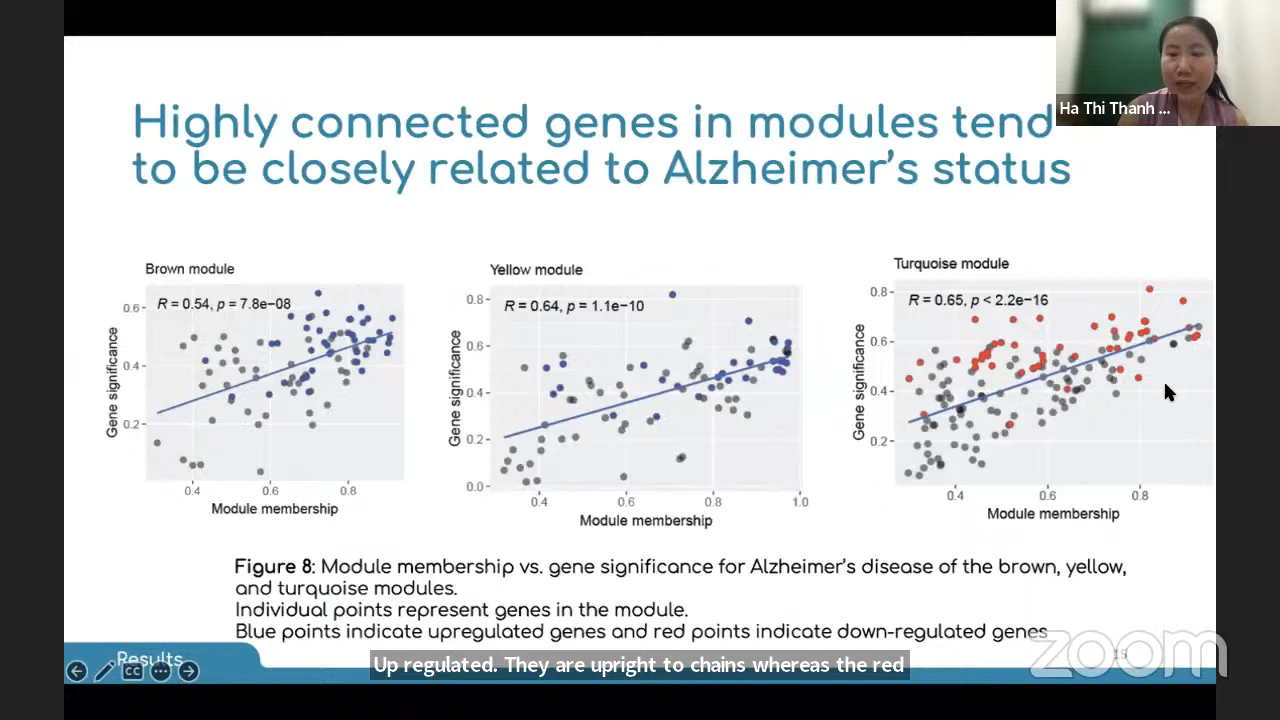 Ha Thi Thanh ...
Highly connected genes in modules tend
to be closely related to Alzheimer's status
Brown module
R = 0.54, p = 7.8e−08
Gene significance
0.6
0.4
0.2
0.4
0.6
0.8
Module membership
Yellow module
R = 0.64, p = 1.1e−10
Gene significance
0.8
0.6
0.4
0.2
0.0
0.4
0.6
0.8
1.0
Module membership
Turquoise module
R = 0.65, p < 2.2e−16
Gene significance
0.8
0.6
0.4
0.2
0.4
0.6
0.8
Module membership
Figure 8: Module membership vs. gene significance for Alzheimer's disease of the brown, yellow,
and turquoise modules.
Individual points represent genes in the module.
Blue points indicate upregulated genes and red points indicate down-regulated genes
Results
CC
Up regulated. They are upright to chains whereas the red
15
zoom